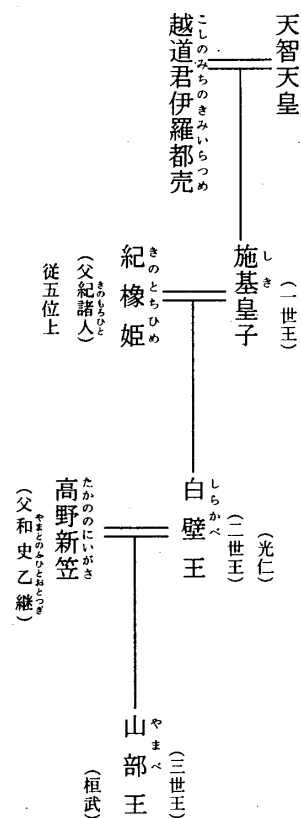 天智天皇
越道君伊羅都売
こしのみちのきみいらつめ
(一世王)
施基皇子
しき
紀橡姫
きのとちひめ
(父紀諸人)
きのもろひと
従五位上
(光仁)
(二世王)
白壁王
しらかべ
高野新笠
たかののにいがさ
(父和史乙継)
やまとのふひとおとつぎ
(三世王)
山部王
やまべ
(桓武)